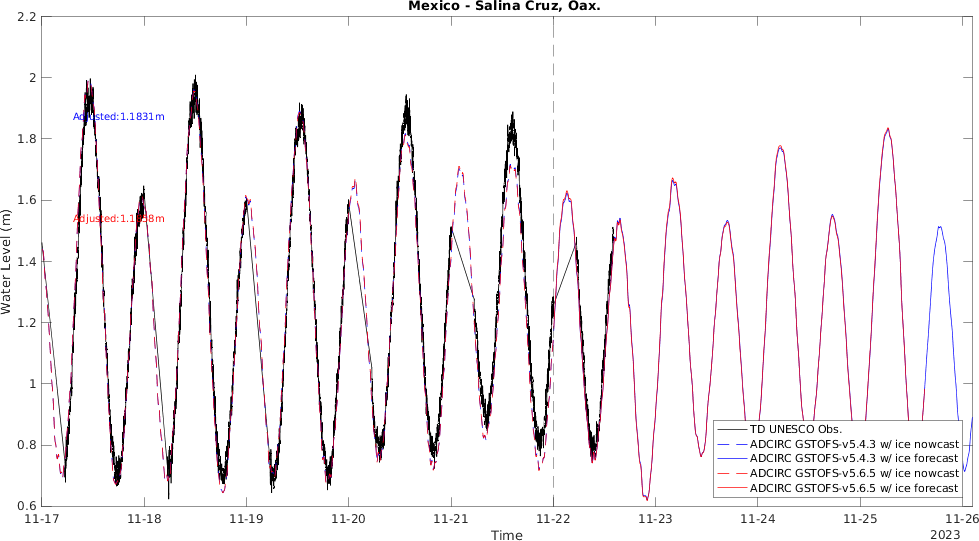 Mexico - Salina Cruz, Oax.
Water Level (m)
2.2
2
1.8
1.6
1.4
1.2
1
0.8
0.6
Adjusted:1.1831m
11-17
11-18
11-19
11-20
11-21
11-22
11-23
11-24
11-25
11-26
Time
2023
TD UNESCO Obs.
ADCIRC GSTOFS-v5.4.3 w/ ice nowcast
ADCIRC GSTOFS-v5.4.3 w/ ice forecast
ADCIRC GSTOFS-v5.6.5 w/ ice nowcast
ADCIRC GSTOFS-v5.6.5 w/ ice forecast